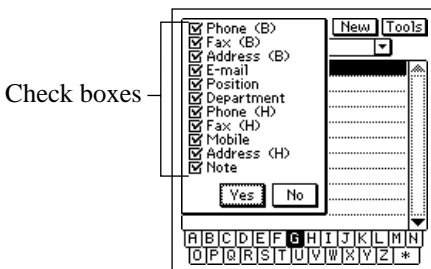 Check boxes
New Tools
Phone (B)
Fax (B)
Address (B)
E-mail
Position
Department
Phone (H)
Fax (H)
Mobile
Address (H)
Note
Yes No
A B C D E F G H I J K L M N
O P Q R S T U V W X Y Z *